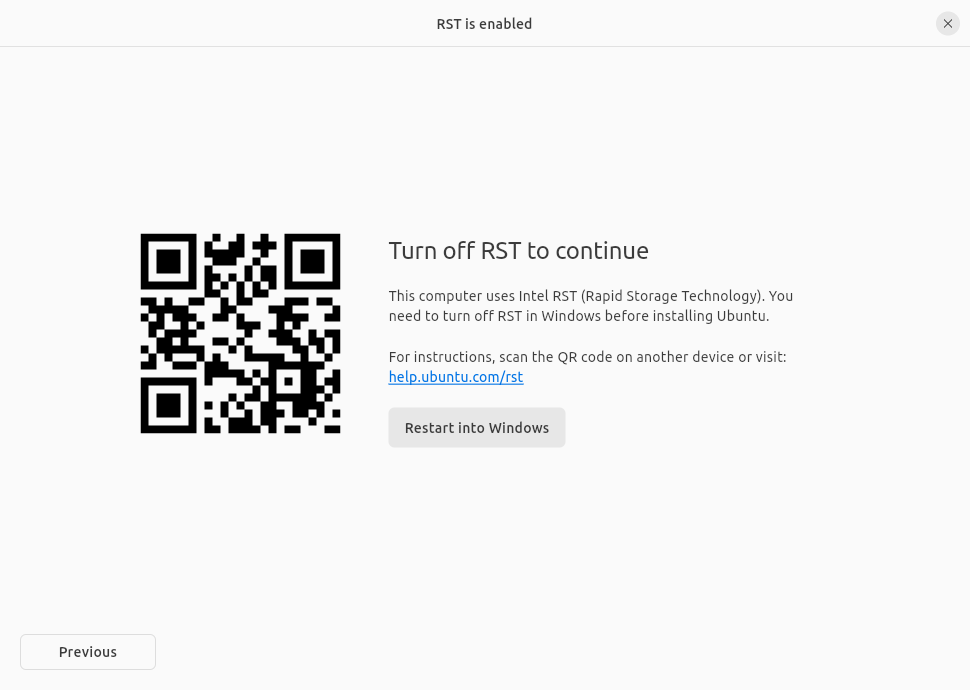 RST is enabled
Turn off RST to continue
This computer uses Intel RST (Rapid Storage Technology). You
need to turn off RST in Windows before installing Ubuntu.
For instructions, scan the QR code on another device or visit:
help.ubuntu.com/rst
Restart into Windows
Previous